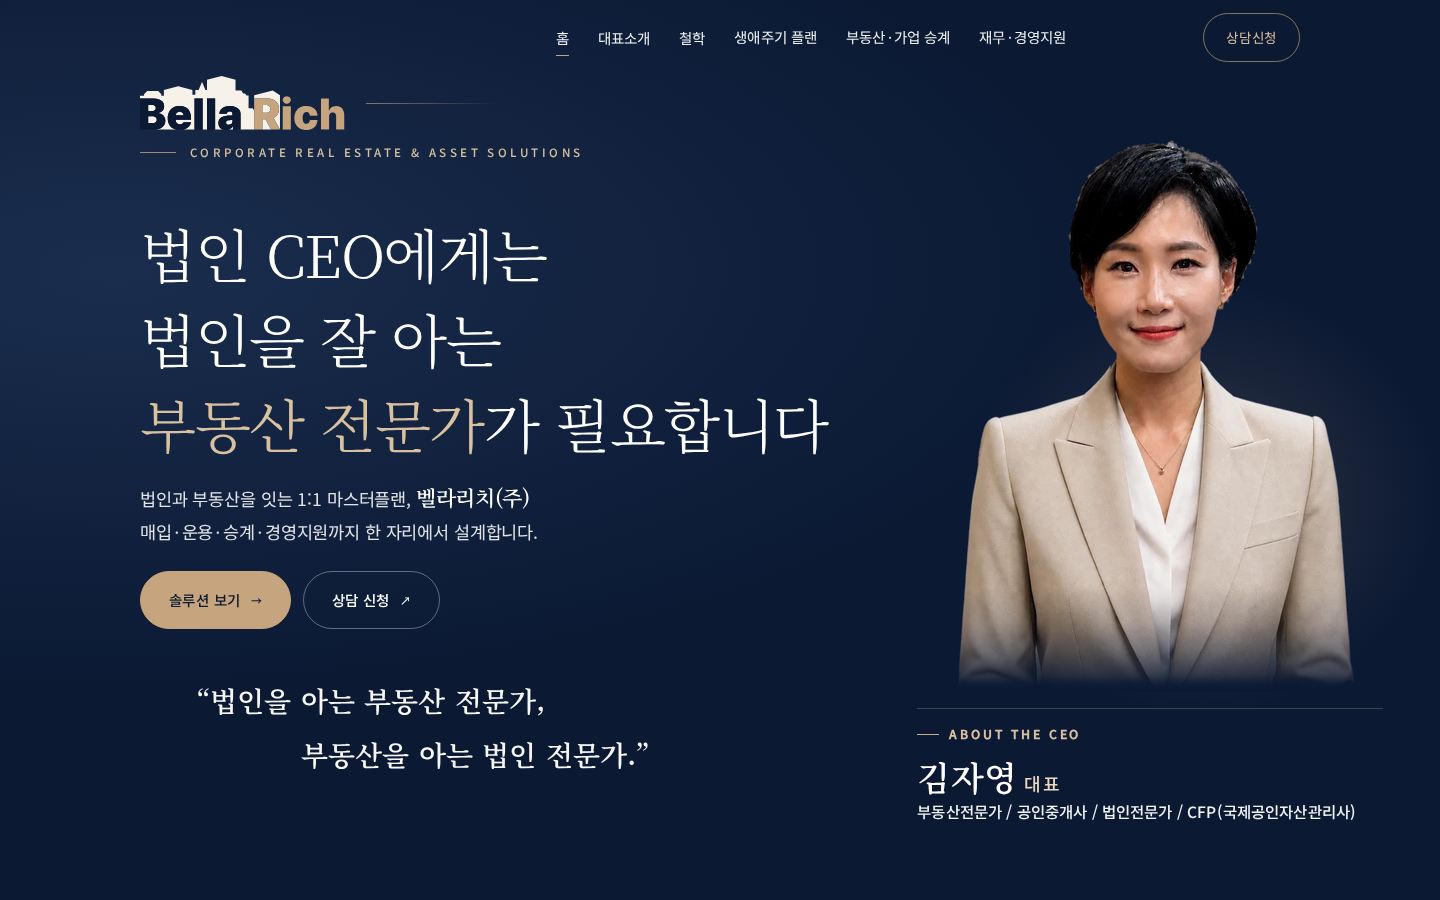 홈 대표소개 철학 생애주기 플랜 부동산·가업 승계 재무·경영지원 상담신청
Bella Rich
CORPORATE REAL ESTATE & ASSET SOLUTIONS
법인 CEO에게는
법인을 잘 아는
부동산 전문가가 필요합니다
법인과 부동산을 잇는 1:1 마스터플랜, 벨라리치(주)
매입·운용·승계·경영지원까지 한 자리에서 설계합니다.
솔루션 보기 → 상담 신청 ↗
“법인을 아는 부동산 전문가,
부동산을 아는 법인 전문가.”
ABOUT THE CEO
김자영 대표
부동산전문가 / 공인중개사 / 법인전문가 / CFP(국제공인자산관리사)